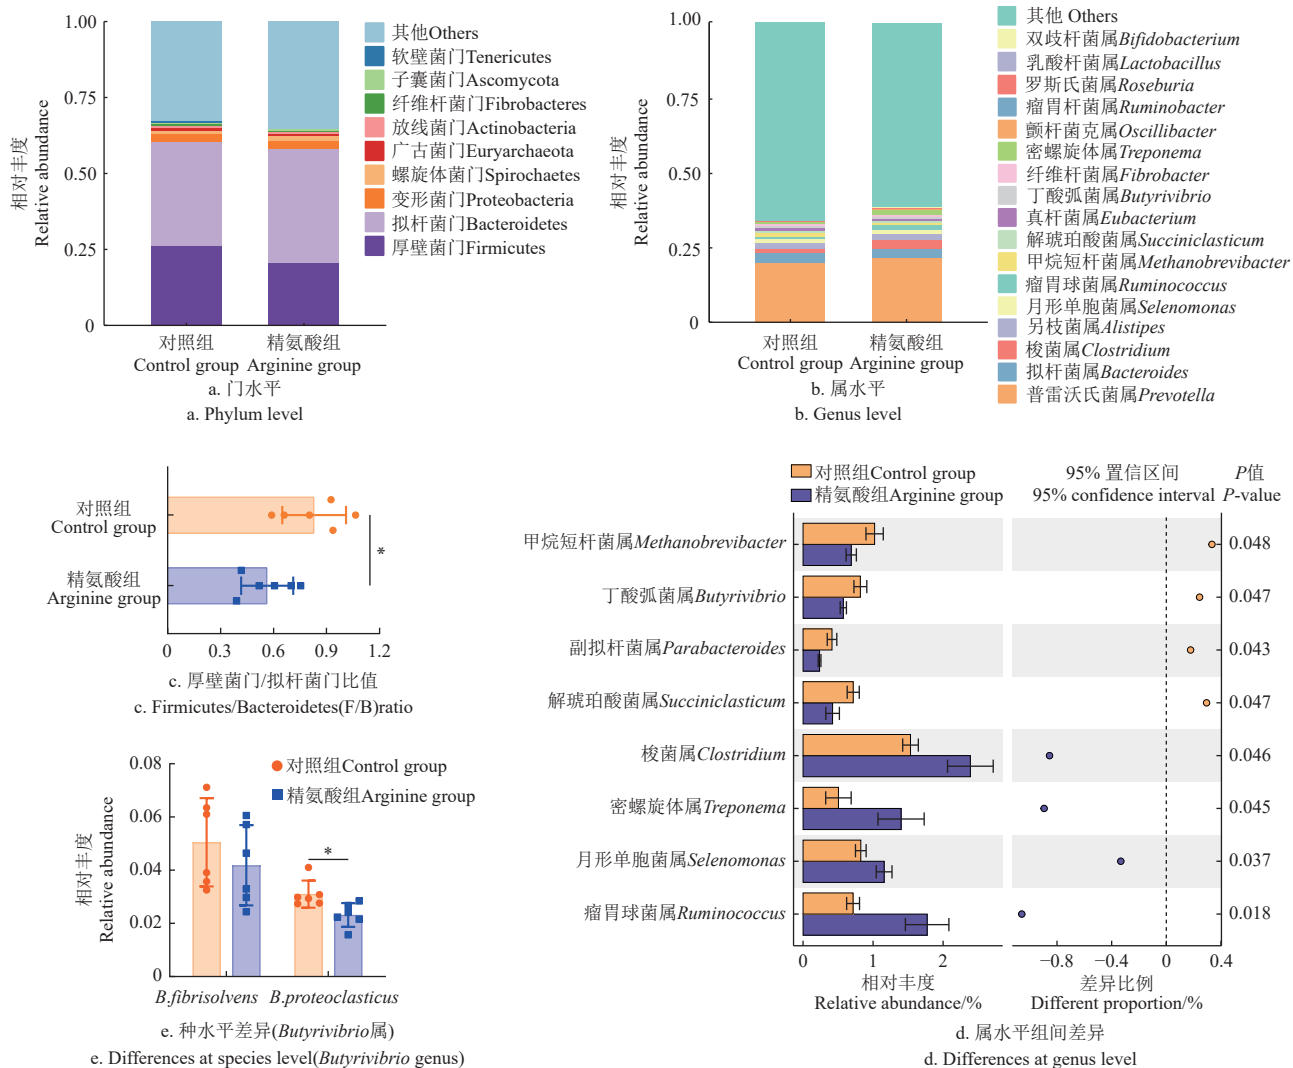 1.00
0.75
0.50
0.25
0
相对丰度
Relative abundance
对照组
Control group
精氨酸组
Arginine group
其他Others
软壁菌门Tenericutes
子囊菌门Ascomycota
纤维杆菌门Fibrobacteres
放线菌门Actinobacteria
广古菌门Euryarchaeota
螺旋体菌门Spirochaetes
变形菌门Proteobacteria
拟杆菌门Bacteroidetes
厚壁菌门Firmicutes
a. 门水平
a. Phylum level
1.00
0.75
0.50
0.25
0
相对丰度
Relative abundance
对照组
Control group
精氨酸组
Arginine group
其他 Others
双歧杆菌属Bifidobacterium
乳酸杆菌属Lactobacillus
罗斯氏菌属Roseburia
瘤胃杆菌属Ruminobacter
颤杆菌克属Oscillibacter
密螺旋体属Treponema
纤维杆菌属Fibrobacter
丁酸弧菌属Butyrivibrio
真杆菌属Eubacterium
解琥珀酸菌属Succiniclasticum
甲烷短杆菌属Methanobrevibacter
瘤胃球菌属Ruminococcus
月形单胞菌属Selenomonas
另枝菌属Alistipes
梭菌属Clostridium
拟杆菌属Bacteroides
普雷沃氏菌属Prevotella
b. 属水平
b. Genus level
对照组
Control group
精氨酸组
Arginine group
*
0 0.3 0.6 0.9 1.2
c. 厚壁菌门/拟杆菌门比值
c. Firmicutes/Bacteroidetes(F/B)ratio
对照组Control group
精氨酸组Arginine group
95% 置信区间
95% confidence interval
P值
P-value
甲烷短杆菌属Methanobrevibacter 0.048
丁酸弧菌属Butyrivibrio 0.047
副拟杆菌属Parabacteroides 0.043
解琥珀酸菌属Succiniclasticum 0.047
梭菌属Clostridium 0.046
密螺旋体属Treponema 0.045
月形单胞菌属Selenomonas 0.037
瘤胃球菌属Ruminococcus 0.018
0 1 2
相对丰度
Relative abundance/%
−0.8 −0.4 0 0.4
差异比例
Different proportion/%
d. 属水平组间差异
d. Differences at genus level
0.08
0.06
0.04
0.02
0
相对丰度
Relative abundance
对照组Control group
精氨酸组Arginine group
*
B.fibrisolvens B.proteoclasticus
e. 种水平差异(Butyrivibrio属)
e. Differences at species level(Butyrivibrio genus)